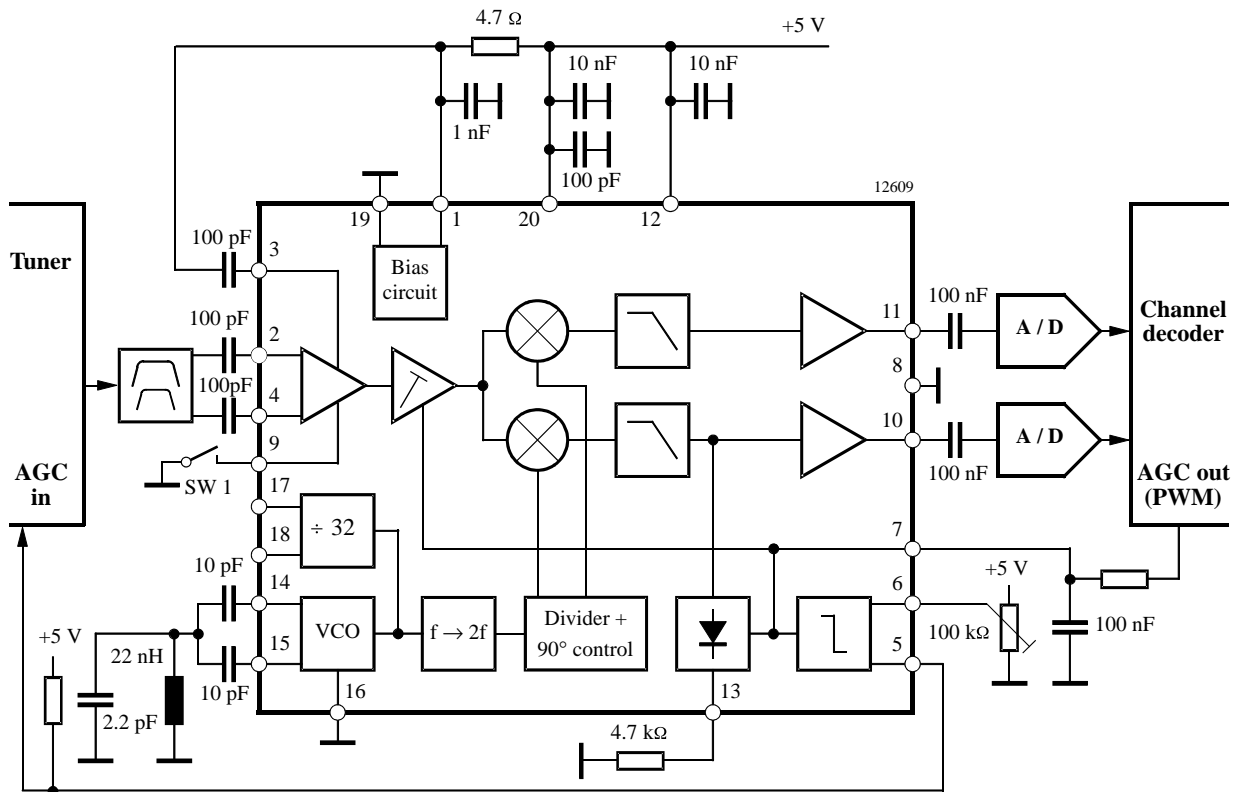 4.7 Ω
+5 V
10 nF
10 nF
1 nF
100 pF
12609
19
1
20
12
100 pF
3
Tuner
Bias
circuit
100 nF
11
A / D
Channel
decoder
100 pF
2
8
100pF
4
10
A / D
9
100 nF
AGC
in
SW 1
AGC out
(PWM)
17
÷ 32
18
7
10 pF
14
6
+5 V
VCO
f → 2f
Divider +
90° control
100 kΩ
100 nF
+5 V
15
5
22 nH
10 pF
16
13
2.2 pF
4.7 kΩ